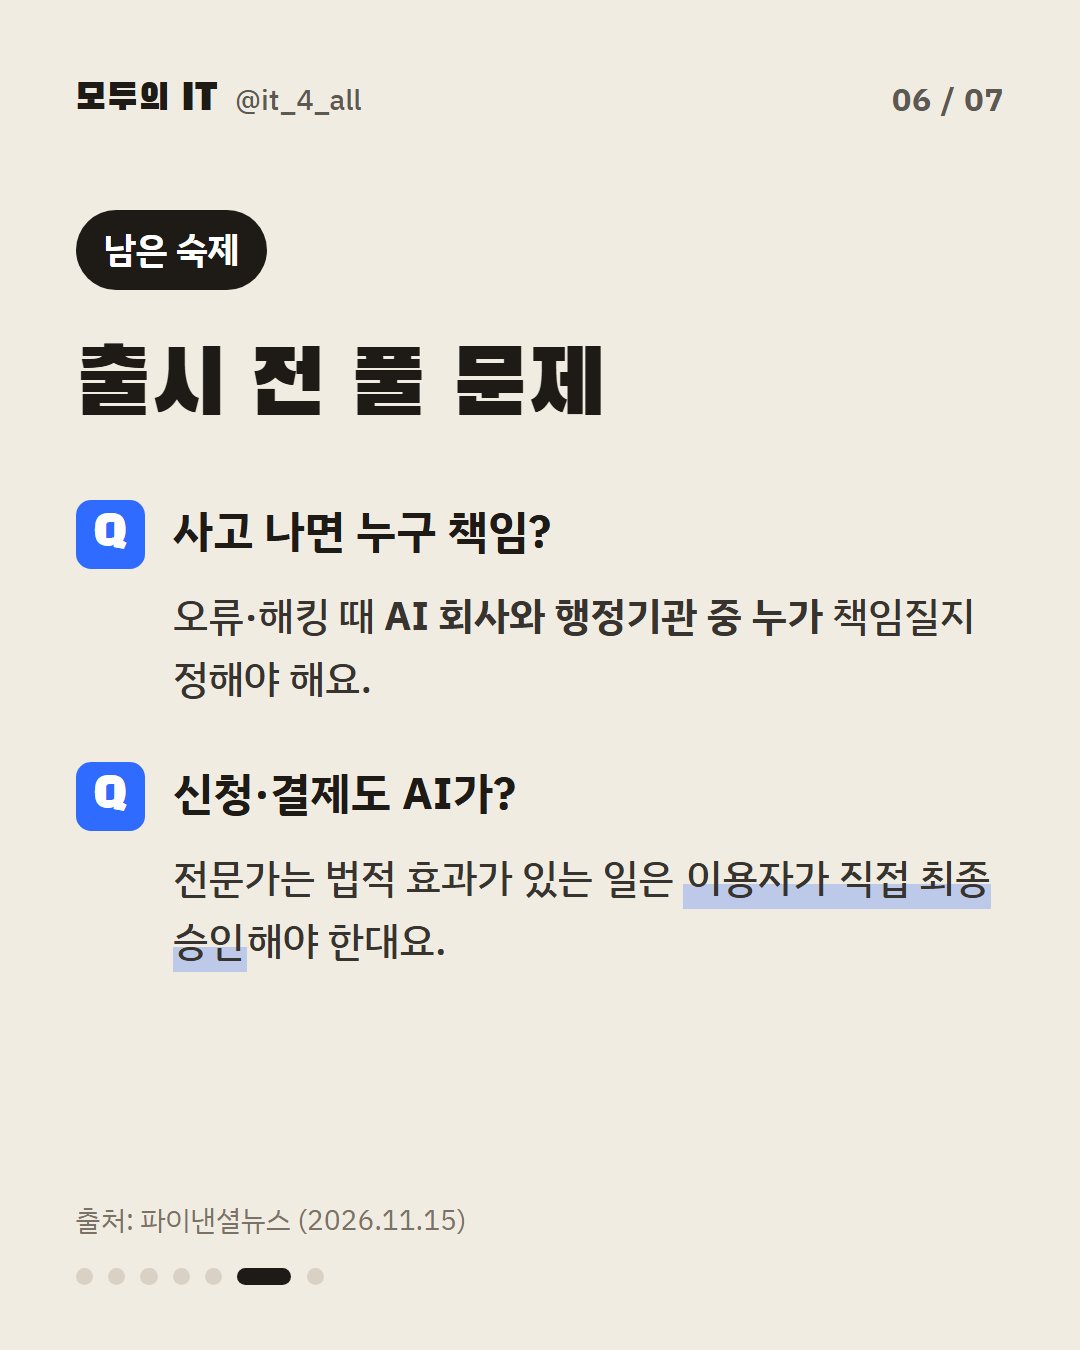 모두의 IT @it_4_all
06 / 07
남은 숙제
출시 전 풀 문제
Q 사고 나면 누구 책임?
오류·해킹 때 AI 회사와 행정기관 중 누가 책임질지
정해야 해요.
Q 신청·결제도 AI가?
전문가는 법적 효과가 있는 일은 이용자가 직접 최종
승인해야 한대요.
출처: 파이낸셜뉴스 (2026.11.15)